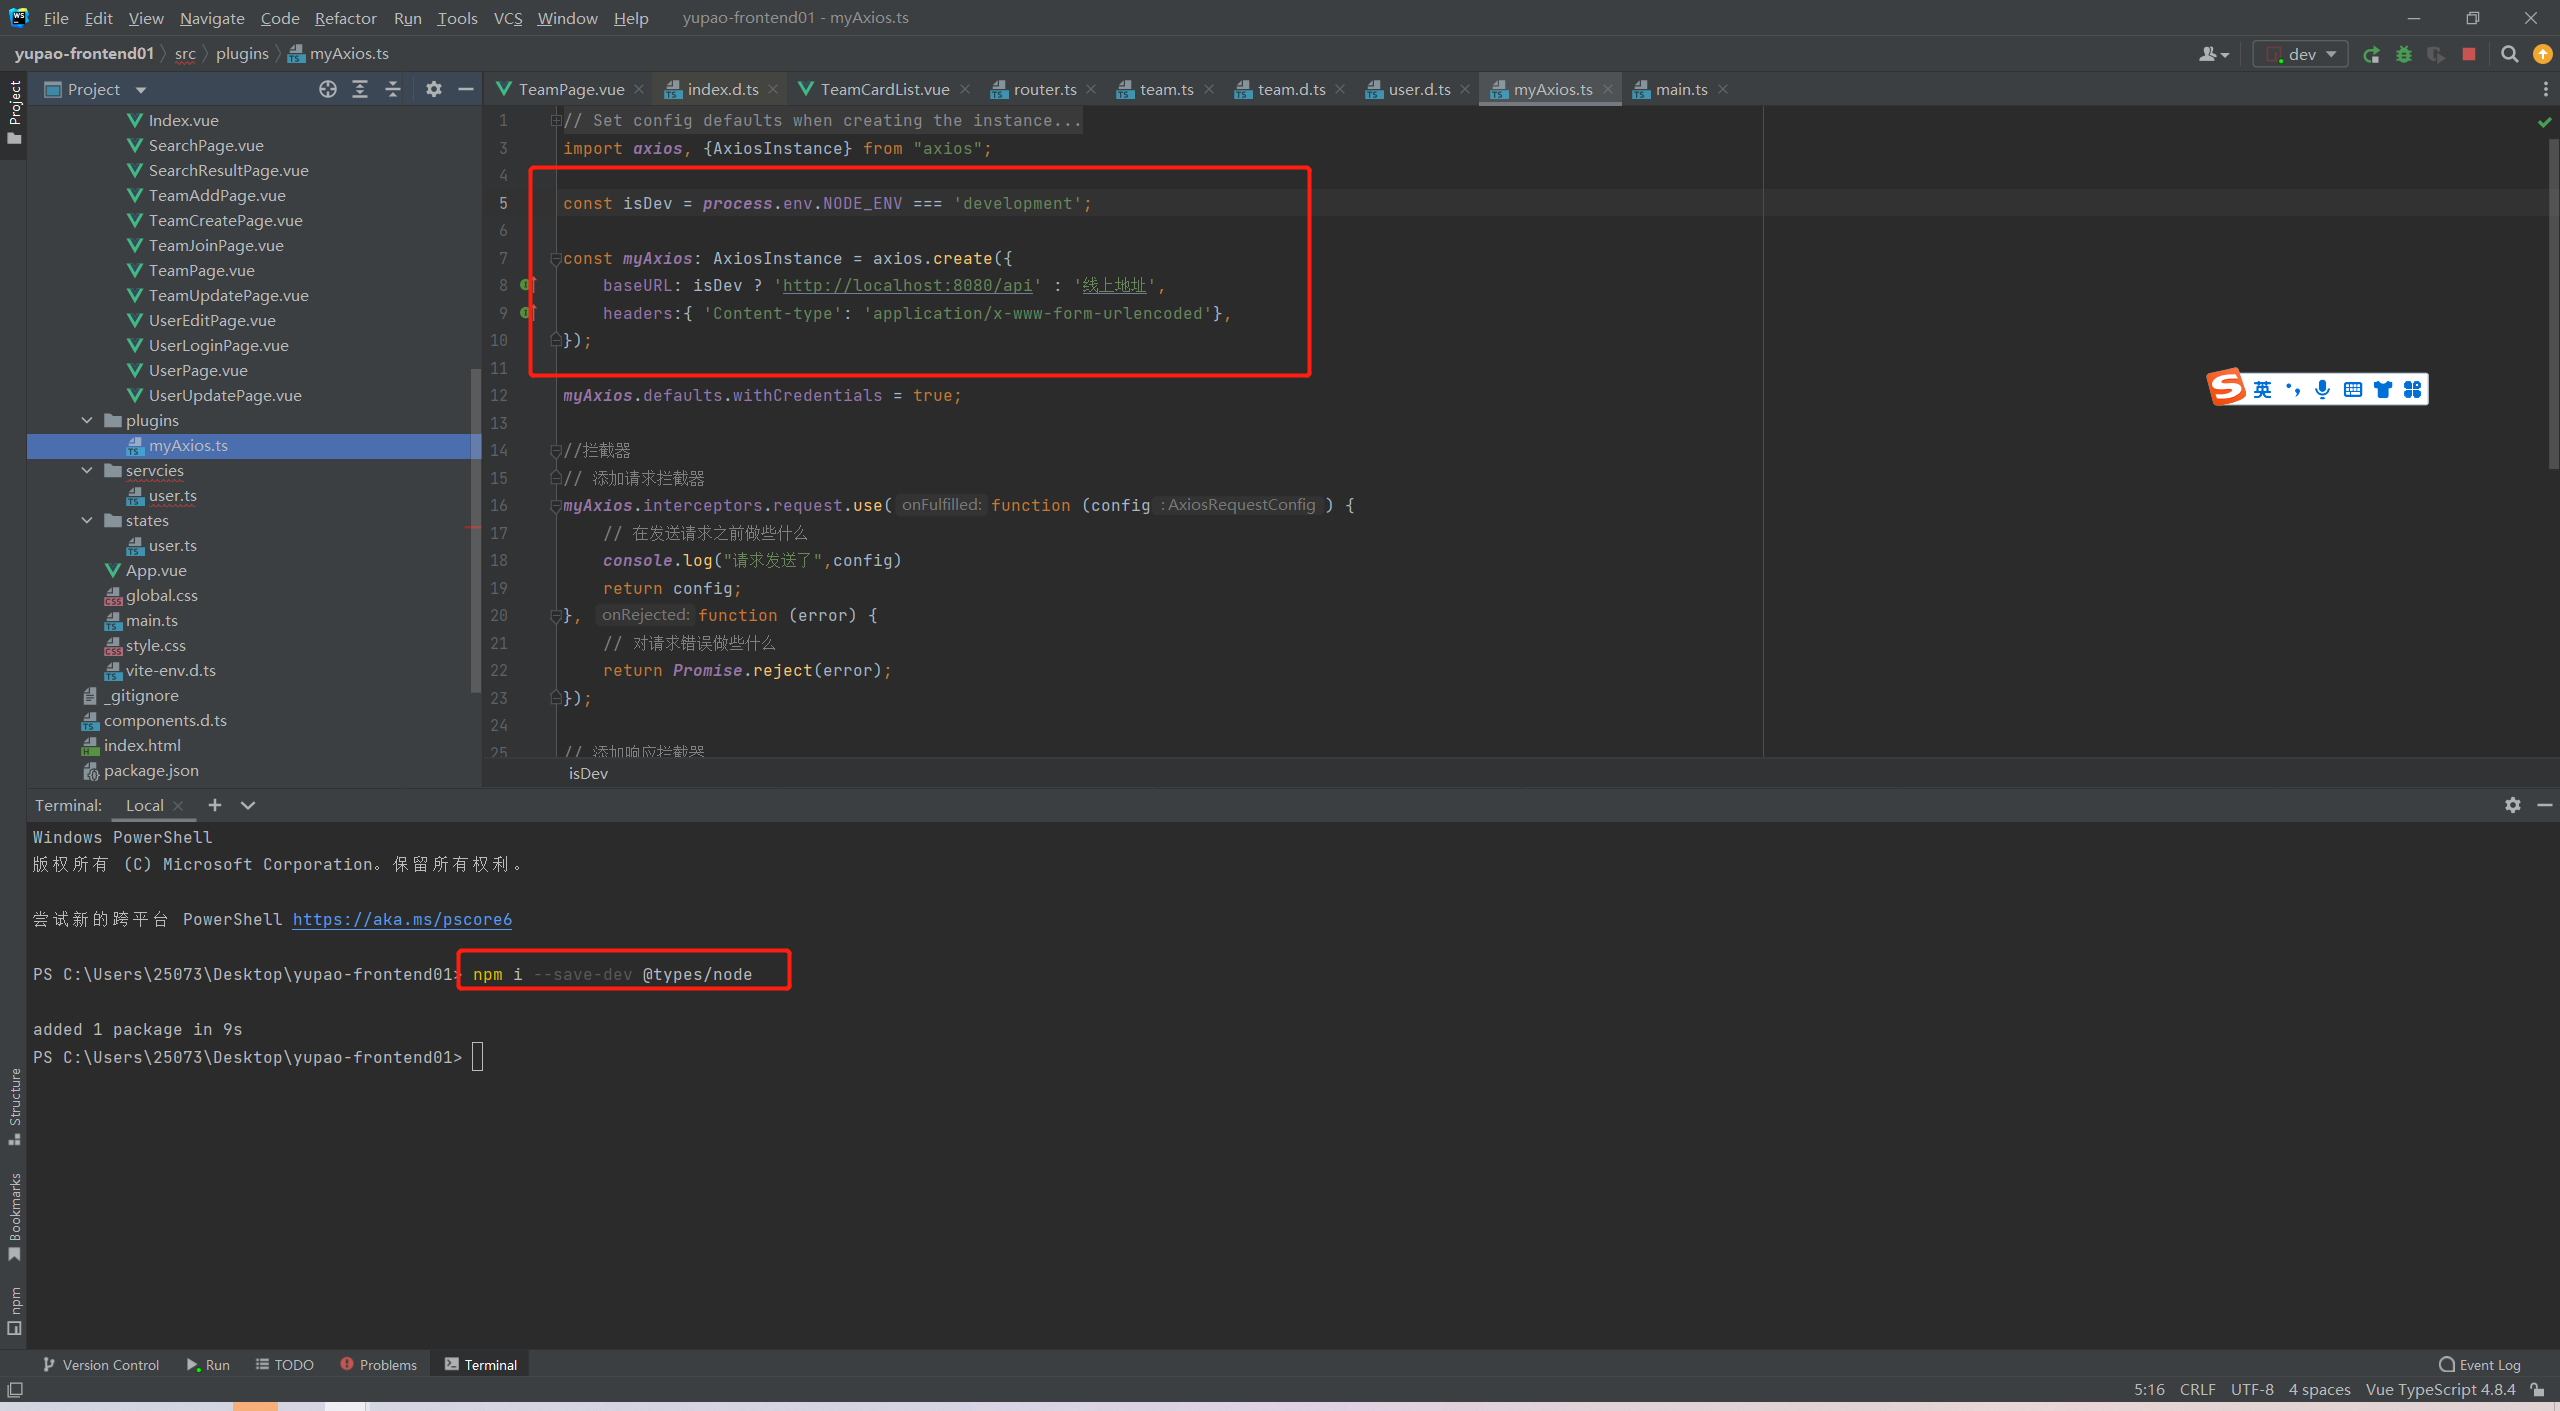 File Edit View Navigate Code Refactor Run Tools VCS Window Help yupao-frontend01 - myAxios.ts
yupao-frontend01 src plugins myAxios.ts
dev
Project
Project
TeamPage.vue index.d.ts TeamCardList.vue router.ts team.ts team.d.ts user.d.ts myAxios.ts main.ts
Index.vue
SearchPage.vue
SearchResultPage.vue
TeamAddPage.vue
TeamCreatePage.vue
TeamJoinPage.vue
TeamPage.vue
TeamUpdatePage.vue
UserEditPage.vue
UserLoginPage.vue
UserPage.vue
UserUpdatePage.vue
plugins
myAxios.ts
servcies
user.ts
states
user.ts
App.vue
global.css
main.ts
style.css
vite-env.d.ts
_gitignore
components.d.ts
index.html
package.json
1 // Set config defaults when creating the instance...
3 import axios, {AxiosInstance} from "axios";
4
5 const isDev = process.env.NODE_ENV === 'development';
6
7 const myAxios: AxiosInstance = axios.create({
8 baseURL: isDev ? 'http://localhost:8080/api' : '线上地址',
9 headers:{ 'Content-type': 'application/x-www-form-urlencoded'},
10 });
11
12 myAxios.defaults.withCredentials = true;
13
14 //拦截器
15 // 添加请求拦截器
16 myAxios.interceptors.request.use( onFulfilled: function (config : AxiosRequestConfig ) {
17 // 在发送请求之前做些什么
18 console.log("请求发送了",config)
19 return config;
20 }, onRejected: function (error) {
21 // 对请求错误做些什么
22 return Promise.reject(error);
23 });
24
25 // 添加响应拦截器
isDev
英
Terminal: Local
Windows PowerShell
版权所有 (C) Microsoft Corporation。保留所有权利。
尝试新的跨平台 PowerShell https://aka.ms/pscore6
PS C:\Users\25073\Desktop\yupao-frontend01> npm i --save-dev @types/node
added 1 package in 9s
PS C:\Users\25073\Desktop\yupao-frontend01>
Structure
Bookmarks
npm
Version Control Run TODO Problems Terminal Event Log
5:16 CRLF UTF-8 4 spaces Vue TypeScript 4.8.4